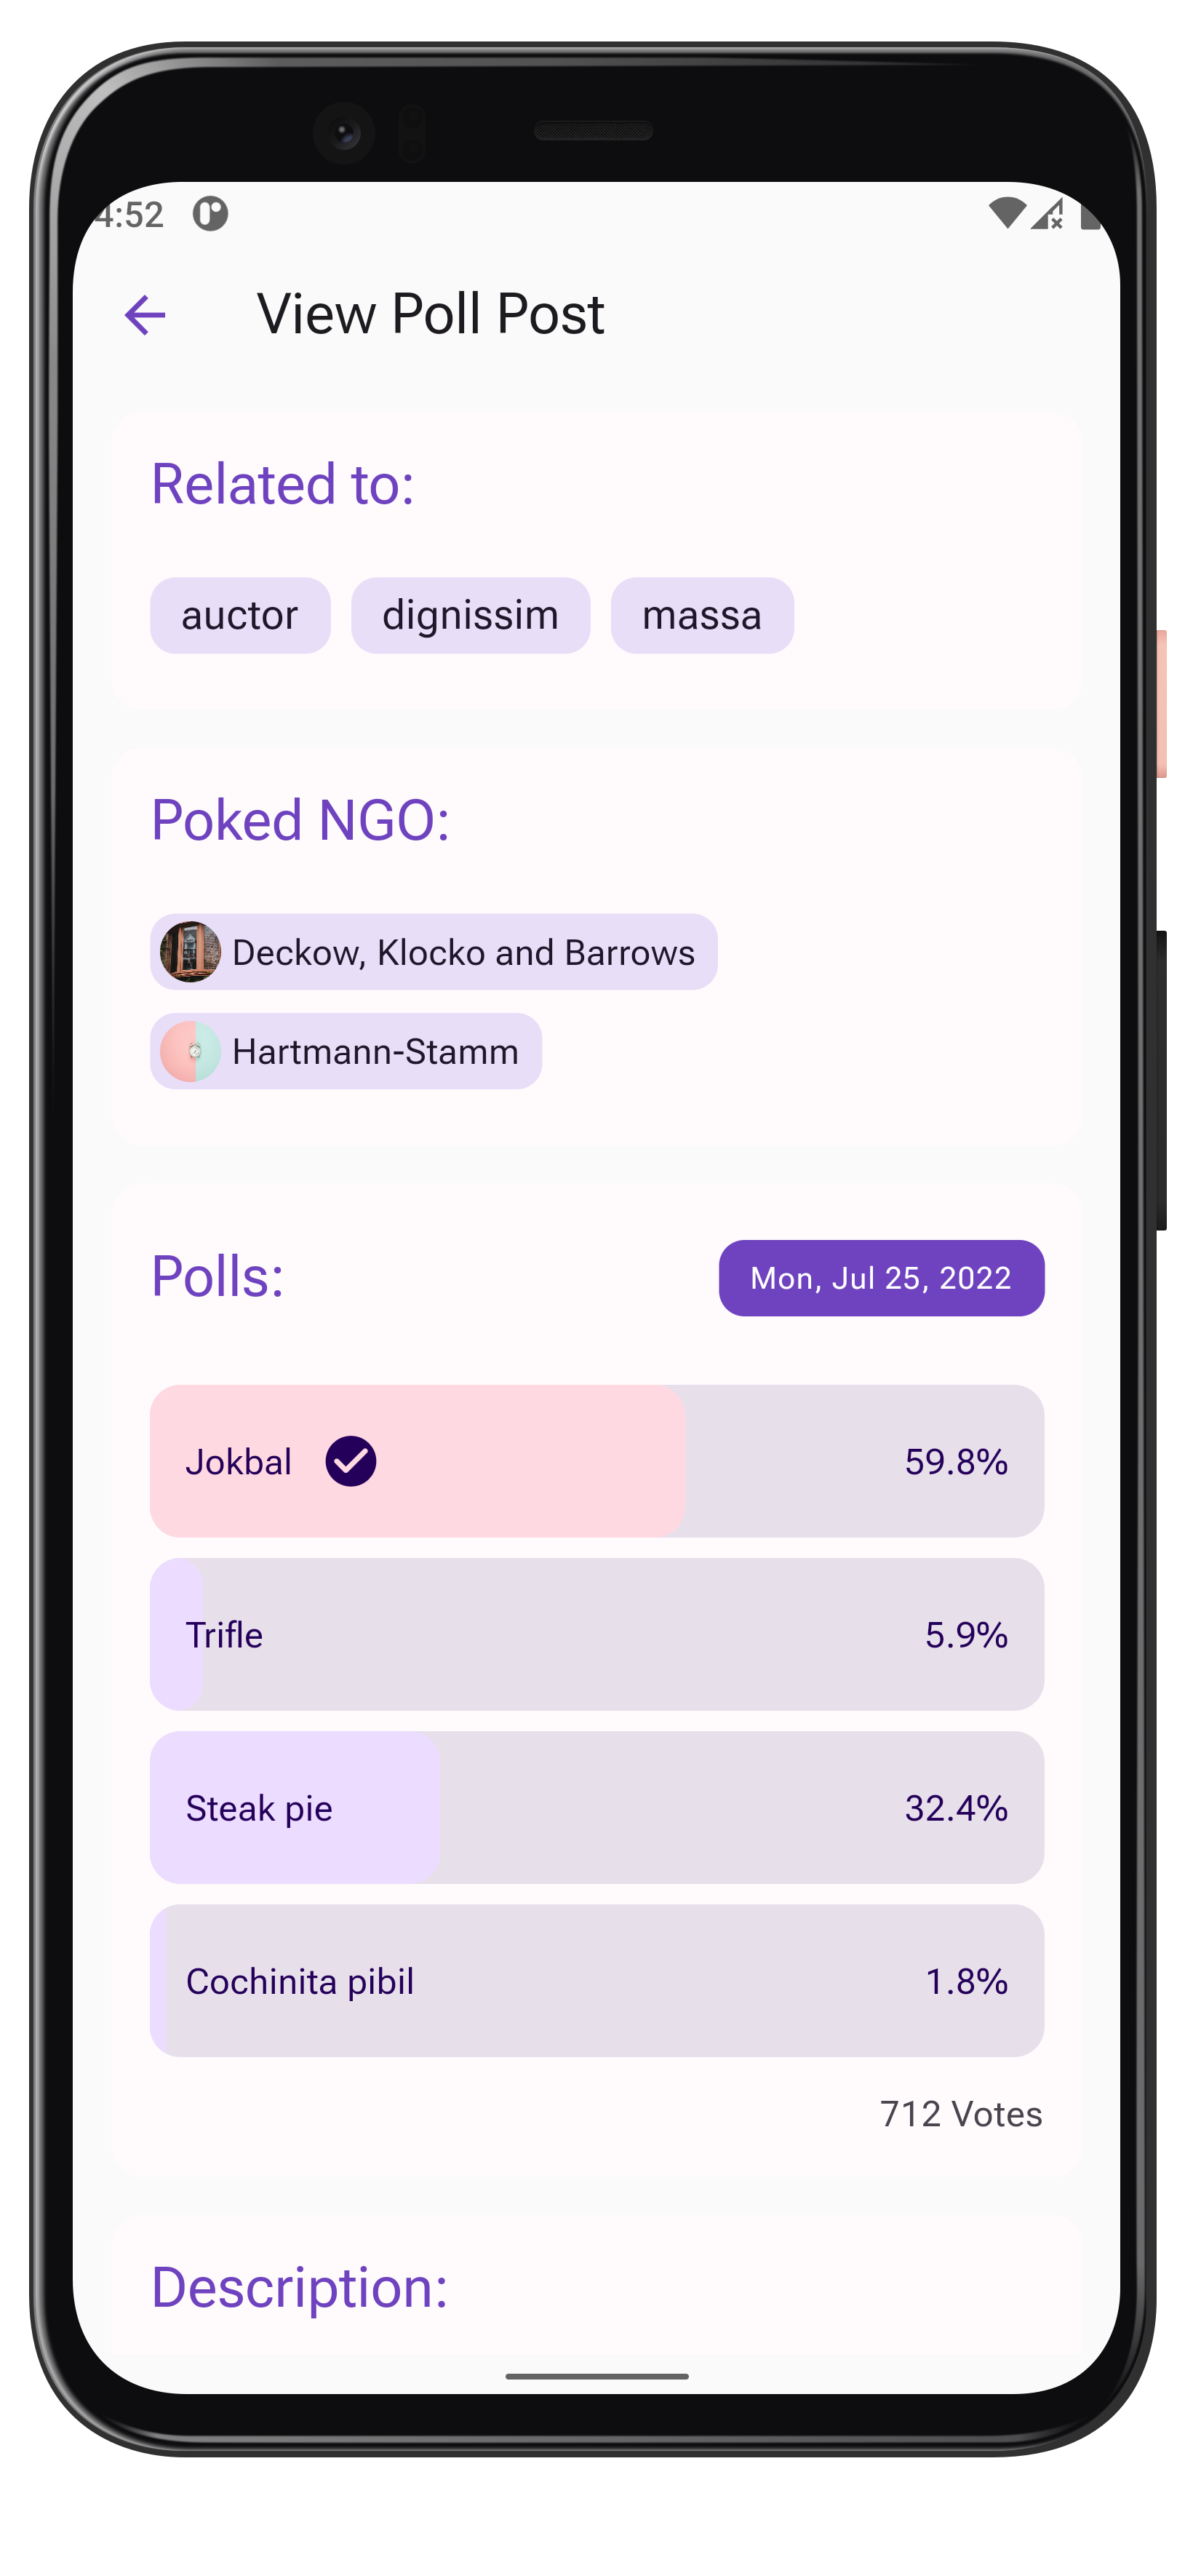 4:52
View Poll Post
Related to:
auctor dignissim massa
Poked NGO:
Deckow, Klocko and Barrows
Hartmann-Stamm
Polls: Mon, Jul 25, 2022
Jokbal 59.8%
Trifle 5.9%
Steak pie 32.4%
Cochinita pibil 1.8%
712 Votes
Description: